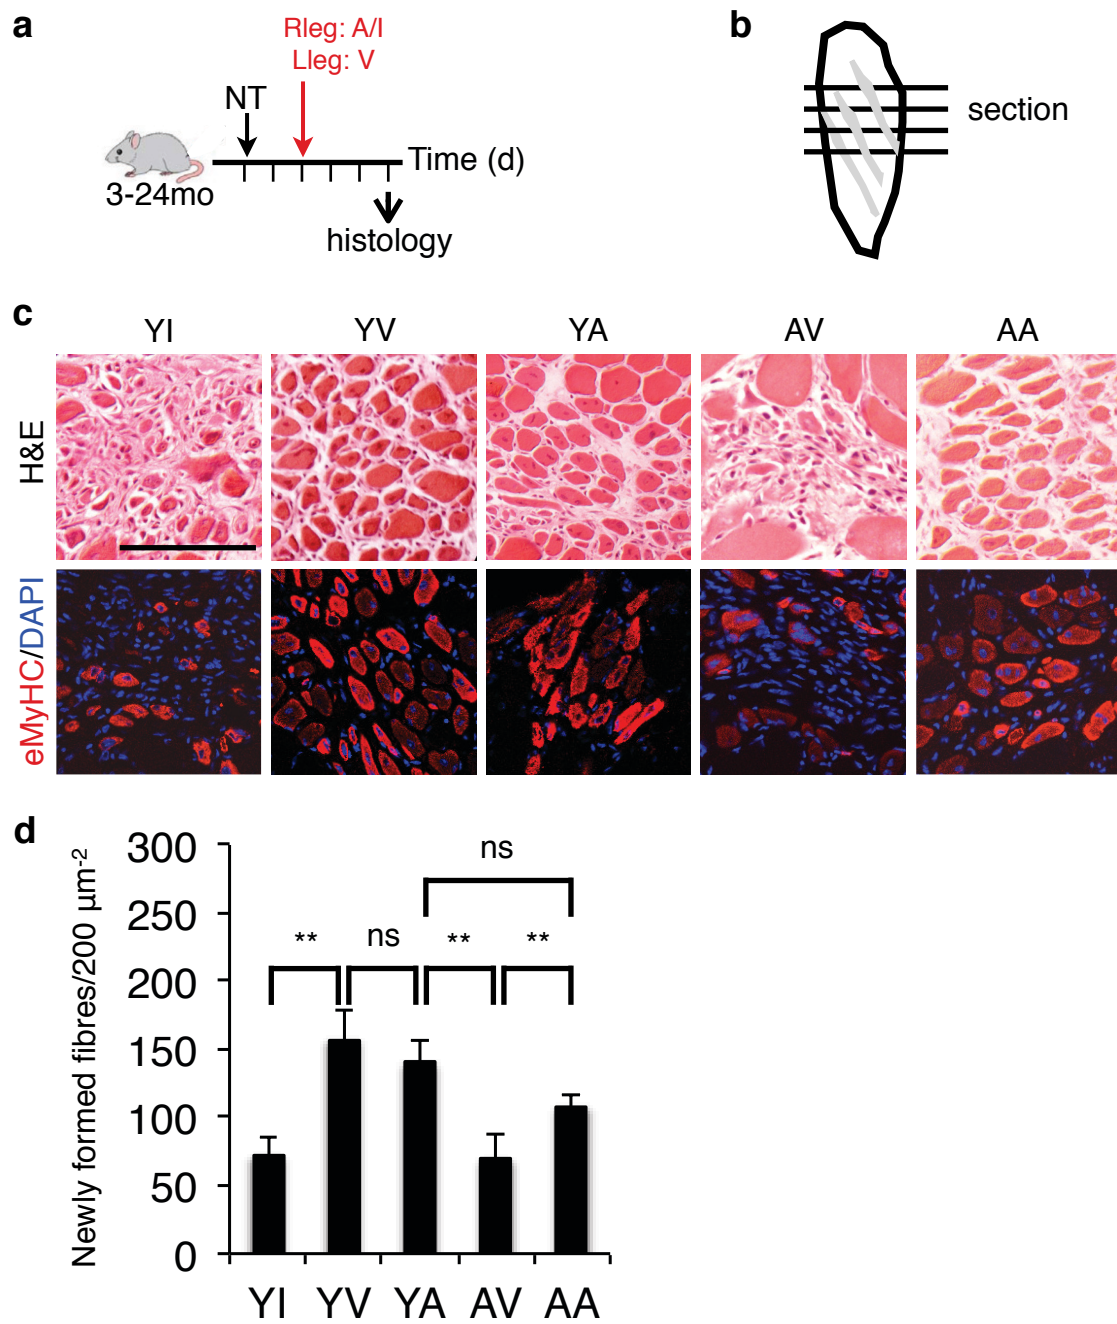 a
Rleg: A/I
Lleg: V
NT
Time (d)
3-24mo
histology
b
section
c
YI YV YA AV AA
H&E
eMyHC/DAPI
d
Newly formed fibres/200 µm-2
300
250
200
150
100
50
0
ns
** ns ** **
YI YV YA AV AA